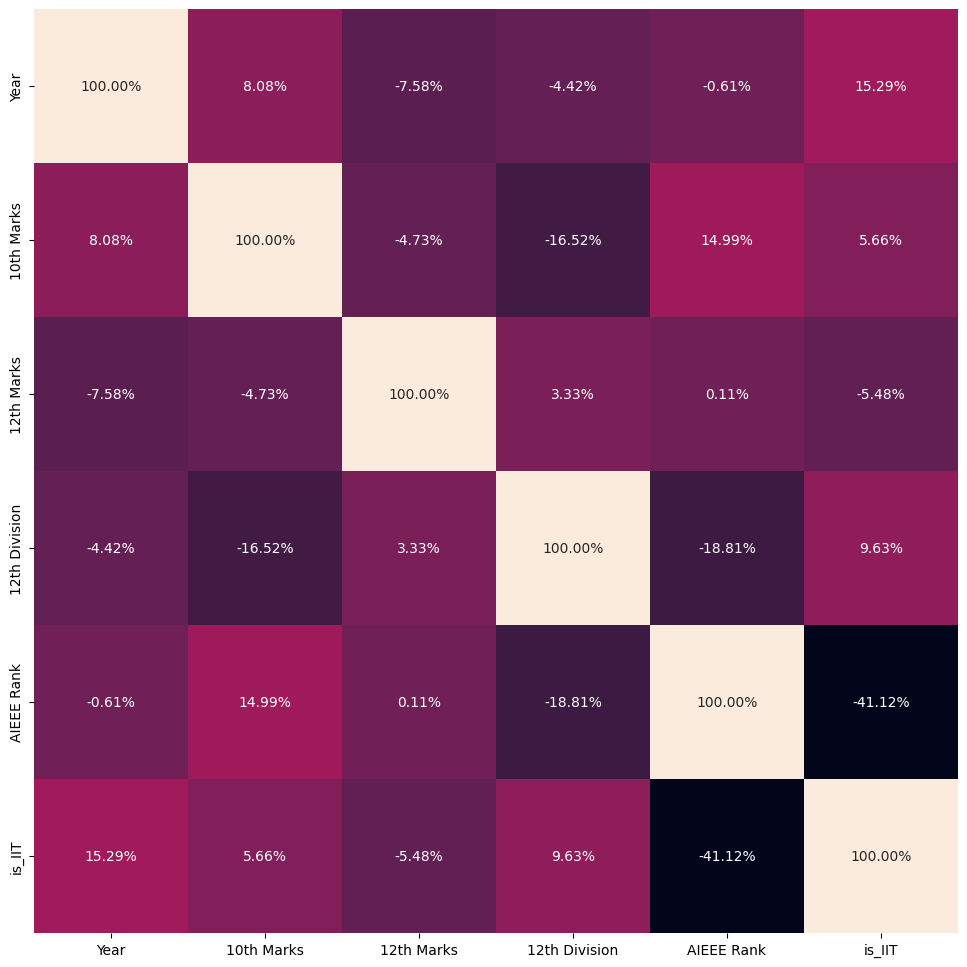 Year 100.00% 8.08% -7.58% -4.42% -0.61% 15.29%
10th Marks 8.08% 100.00% -4.73% -16.52% 14.99% 5.66%
12th Marks -7.58% -4.73% 100.00% 3.33% 0.11% -5.48%
12th Division -4.42% -16.52% 3.33% 100.00% -18.81% 9.63%
AIEEE Rank -0.61% 14.99% 0.11% -18.81% 100.00% -41.12%
is_IIT 15.29% 5.66% -5.48% 9.63% -41.12% 100.00%
Year 10th Marks 12th Marks 12th Division AIEEE Rank is_IIT